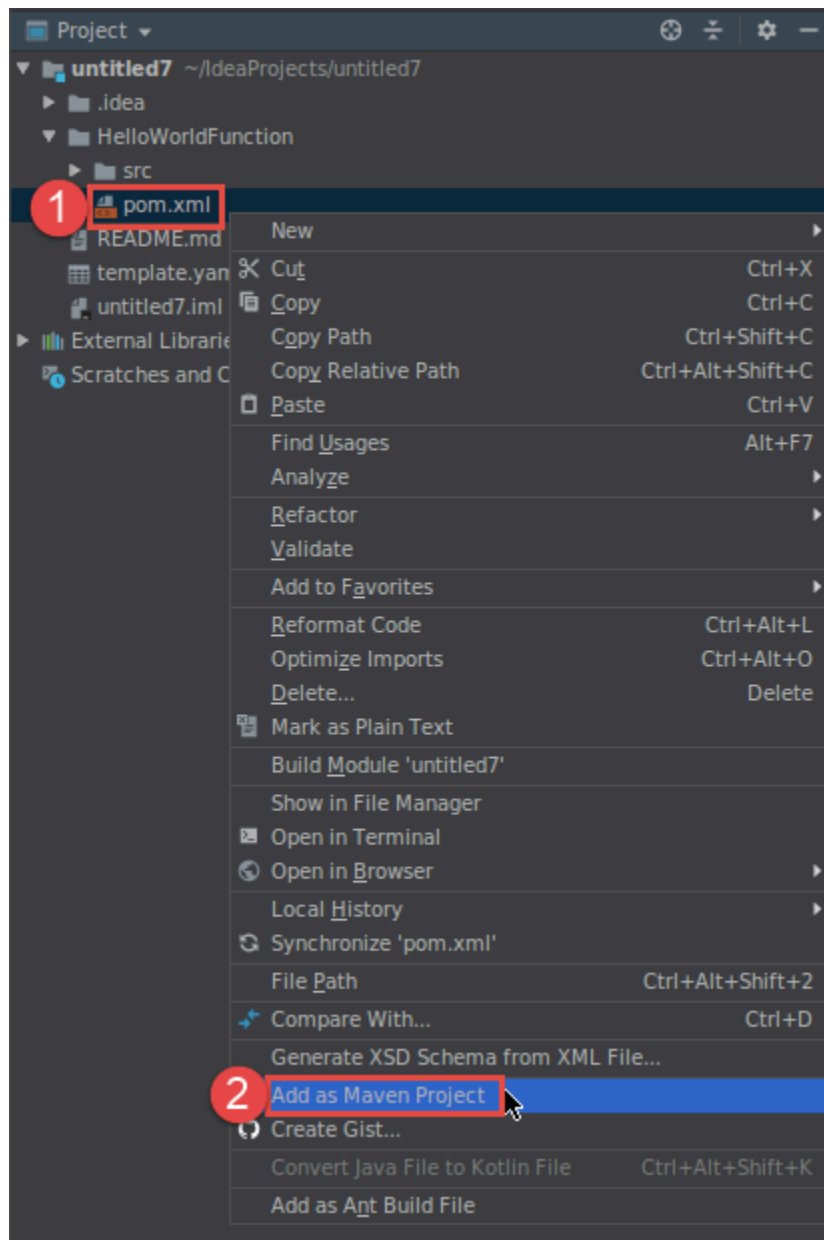 Project
untitled7 ~/IdeaProjects/untitled7
.idea
HelloWorldFunction
src
1 pom.xml
README.md
template.yam
untitled7.iml
External Librarie
Scratches and C
New
Cut Ctrl+X
Copy Ctrl+C
Copy Path Ctrl+Shift+C
Copy Relative Path Ctrl+Alt+Shift+C
Paste Ctrl+V
Find Usages Alt+F7
Analyze
Refactor
Validate
Add to Favorites
Reformat Code Ctrl+Alt+L
Optimize Imports Ctrl+Alt+O
Delete... Delete
Mark as Plain Text
Build Module 'untitled7'
Show in File Manager
Open in Terminal
Open in Browser
Local History
Synchronize 'pom.xml'
File Path Ctrl+Alt+Shift+2
Compare With... Ctrl+D
Generate XSD Schema from XML File...
2 Add as Maven Project
Create Gist...
Convert Java File to Kotlin File Ctrl+Alt+Shift+K
Add as Ant Build File